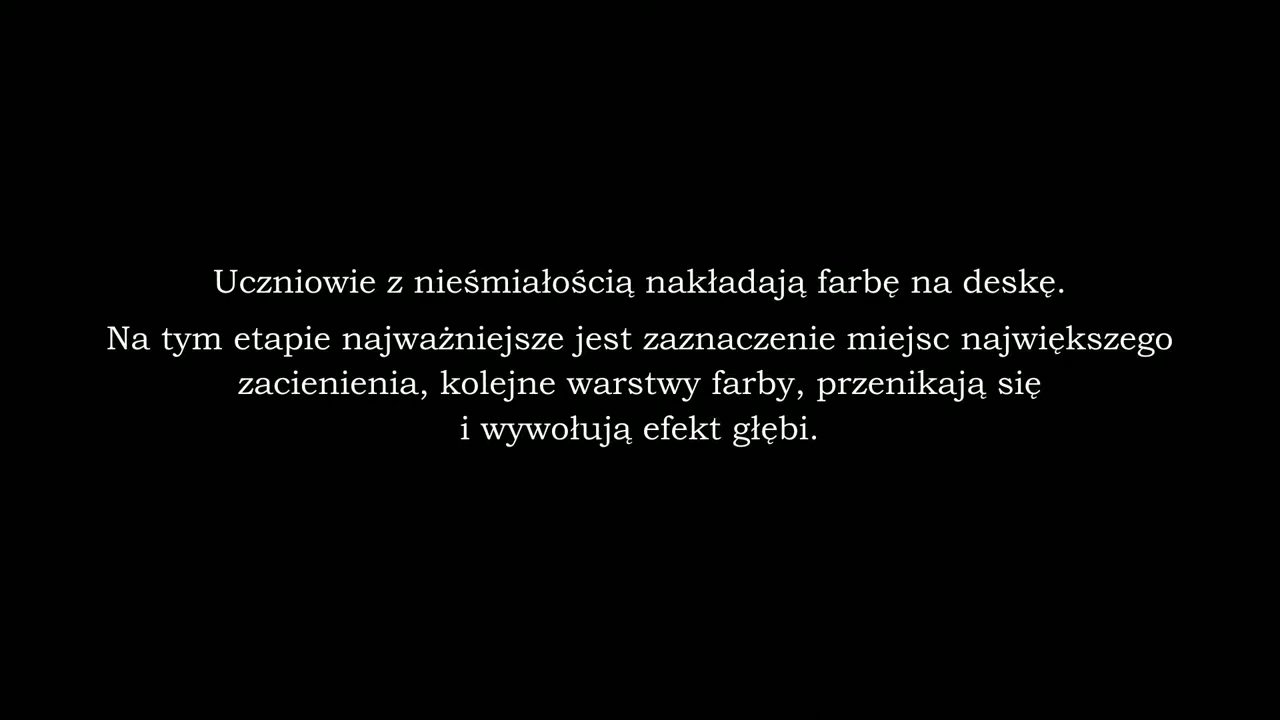 Uczniowie z nieśmiałością nakładają farbę na deskę.
Na tym etapie najważniejsze jest zaznaczenie miejsc największego
zacienienia, kolejne warstwy farby, przenikają się
i wywołują efekt głębi.